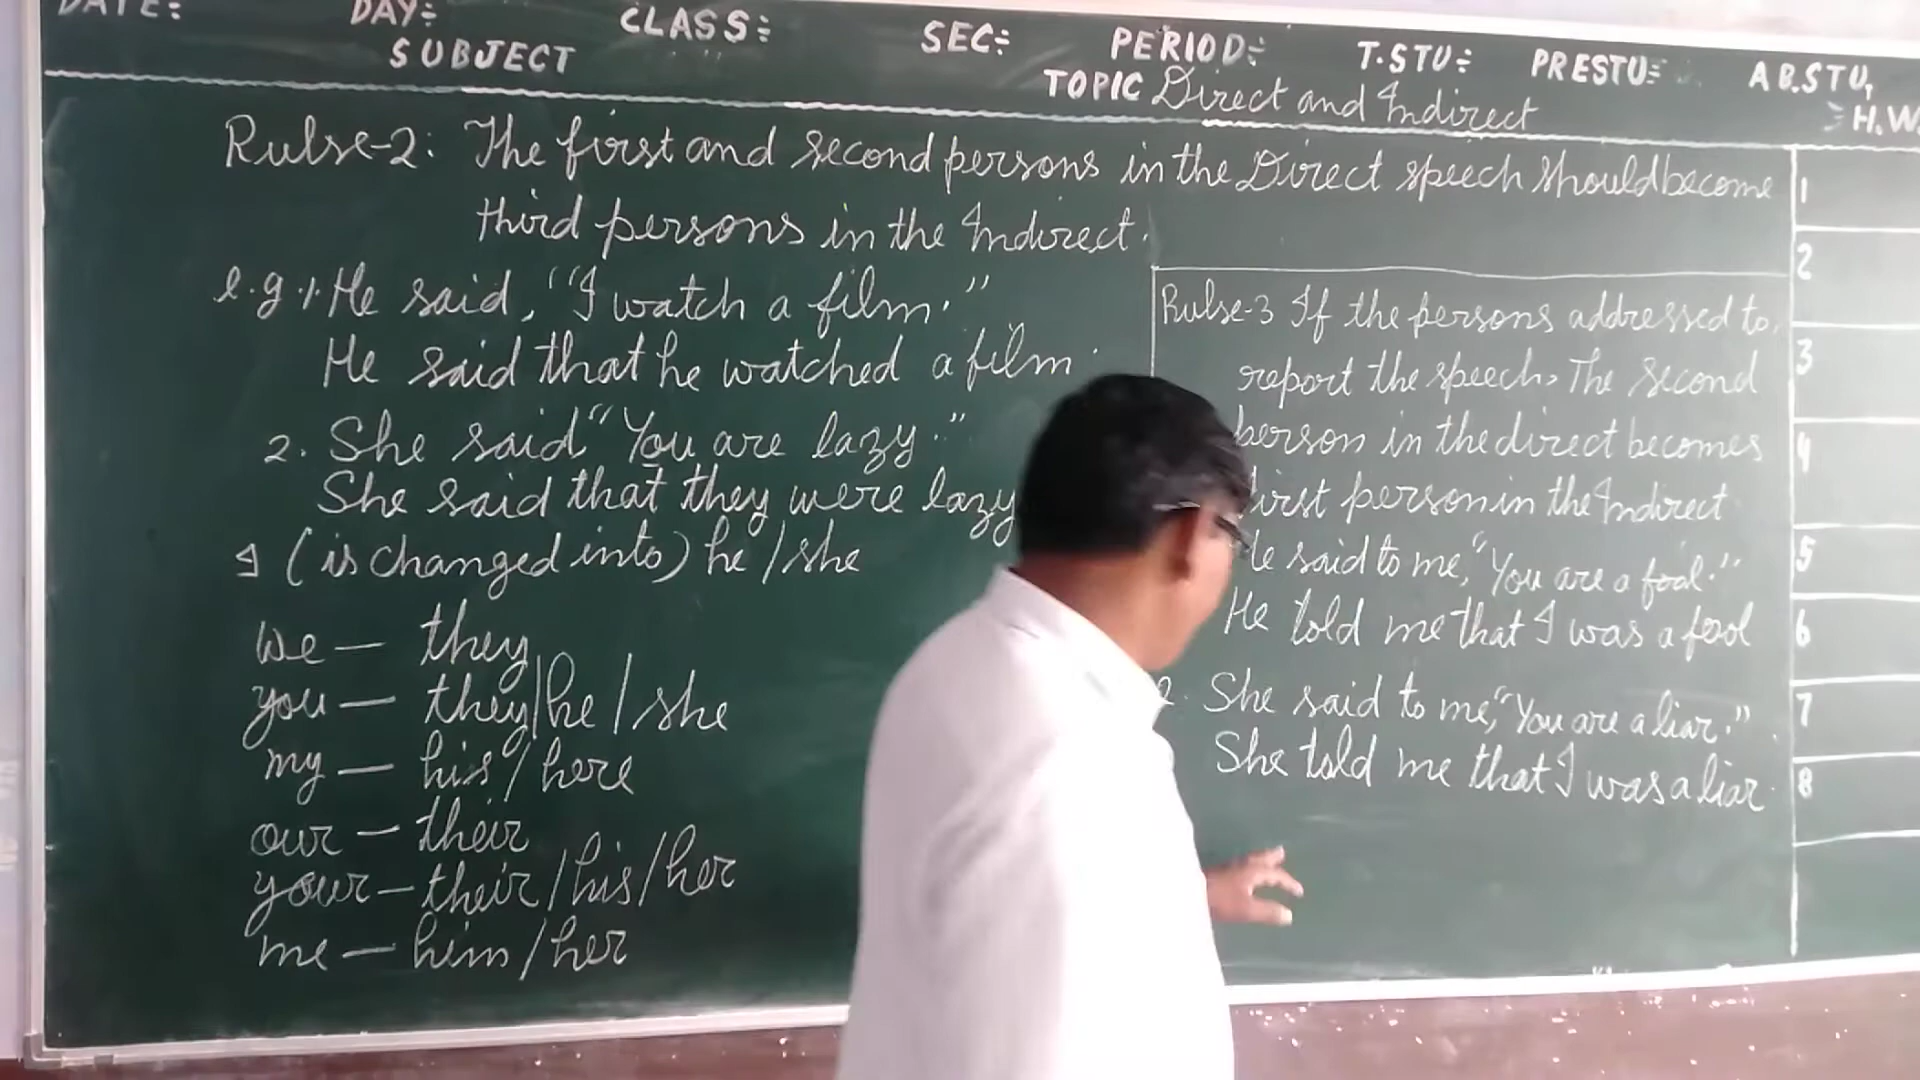 DATE:
DAY:
CLASS:
SEC:
PERIOD:
T.STU:
PRESTU:
AB.STU,
SUBJECT
TOPIC Direct and Indirect
H.W.
Rulse-2: The first and second persons in the Direct speech should become
third persons in the Indirect.
e.g. 1. He said, "I watch a film."
He said that he watched a film.
2. She said "You are lazy."
She said that they were lazy
I (is changed into) he/she
we — they
you — they/he/she
my — his/here
our — their
your — their/his/her
me — him/her
Rulse-3 If the persons addressed to,
report the speech, The second
person in the direct becomes
first person in the Indirect
He said to me, "You are a fool."
He told me that I was a fool
2. She said to me, "You are a liar."
She told me that I was a liar.
1
2
3
4
5
6
7
8